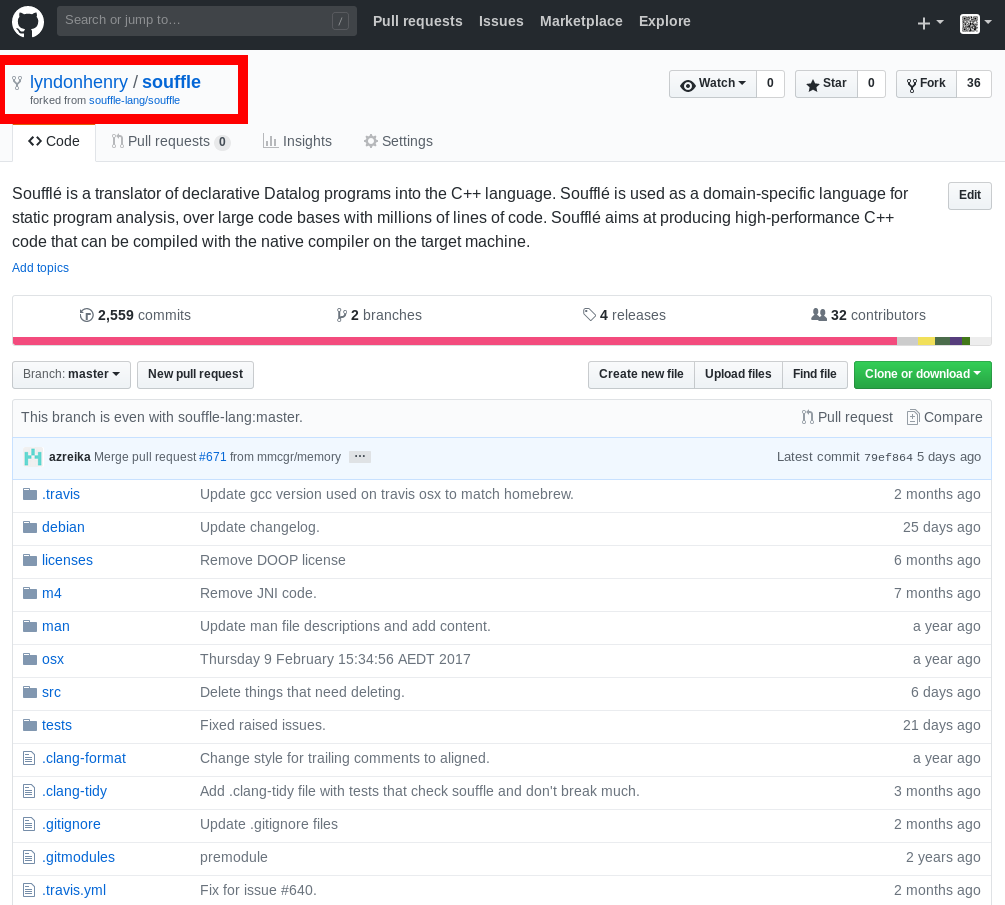 Search or jump to… / Pull requests Issues Marketplace Explore
lyndonhenry / souffle
forked from souffle-lang/souffle
Watch 0 Star 0 Fork 36
Code Pull requests 0 Insights Settings
Soufflé is a translator of declarative Datalog programs into the C++ language. Soufflé is used as a domain-specific language for
static program analysis, over large code bases with millions of lines of code. Soufflé aims at producing high-performance C++
code that can be compiled with the native compiler on the target machine.
Edit
Add topics
2,559 commits 2 branches 4 releases 32 contributors
Branch: master New pull request Create new file Upload files Find file Clone or download
This branch is even with souffle-lang:master. Pull request Compare
azreika Merge pull request #671 from mmcgr/memory ··· Latest commit 79ef864 5 days ago
.travis Update gcc version used on travis osx to match homebrew. 2 months ago
debian Update changelog. 25 days ago
licenses Remove DOOP license 6 months ago
m4 Remove JNI code. 7 months ago
man Update man file descriptions and add content. a year ago
osx Thursday 9 February 15:34:56 AEDT 2017 a year ago
src Delete things that need deleting. 6 days ago
tests Fixed raised issues. 21 days ago
.clang-format Change style for trailing comments to aligned. a year ago
.clang-tidy Add .clang-tidy file with tests that check souffle and don't break much. 3 months ago
.gitignore Update .gitignore files 2 months ago
.gitmodules premodule 2 years ago
.travis.yml Fix for issue #640. 2 months ago